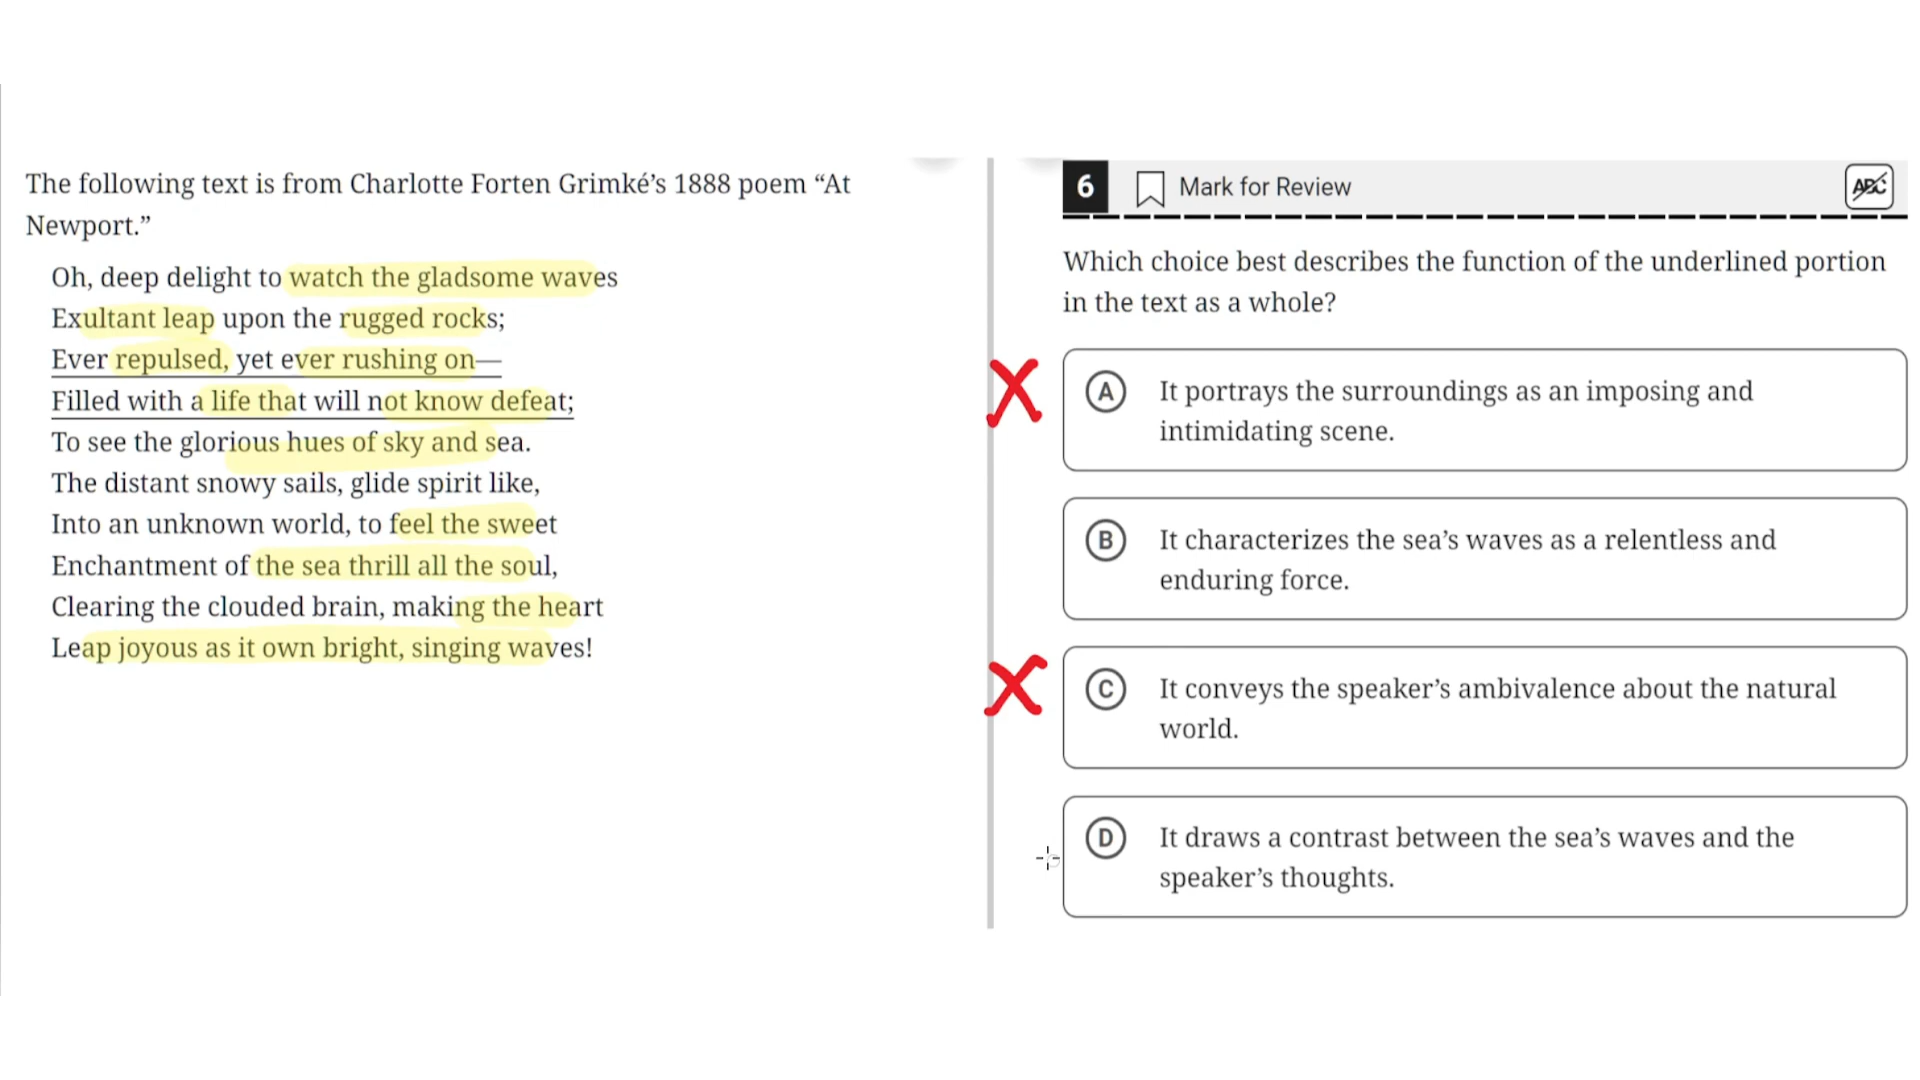 The following text is from Charlotte Forten Grimké’s 1888 poem “At
Newport.”
Oh, deep delight to watch the gladsome waves
Exultant leap upon the rugged rocks;
Ever repulsed, yet ever rushing on—
Filled with a life that will not know defeat;
To see the glorious hues of sky and sea.
The distant snowy sails, glide spirit like,
Into an unknown world, to feel the sweet
Enchantment of the sea thrill all the soul,
Clearing the clouded brain, making the heart
Leap joyous as it own bright, singing waves!
6 Mark for Review ABC
Which choice best describes the function of the underlined portion
in the text as a whole?
X
A It portrays the surroundings as an imposing and
intimidating scene.
B It characterizes the sea’s waves as a relentless and
enduring force.
X
C It conveys the speaker’s ambivalence about the natural
world.
D It draws a contrast between the sea’s waves and the
speaker’s thoughts.